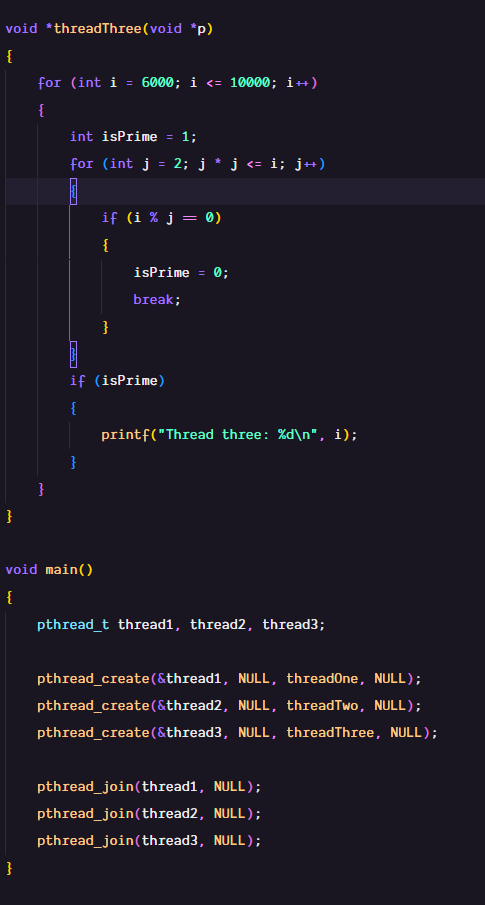 void *threadThree(void *p)
{
    for (int i = 6000; i <= 10000; i++)
    {
        int isPrime = 1;
        for (int j = 2; j * j <= i; j++)
        {
            if (i % j == 0)
            {
                isPrime = 0;
                break;
            }
        }
        if (isPrime)
        {
            printf("Thread three: %d\n", i);
        }
    }
}

void main()
{
    pthread_t thread1, thread2, thread3;

    pthread_create(&thread1, NULL, threadOne, NULL);
    pthread_create(&thread2, NULL, threadTwo, NULL);
    pthread_create(&thread3, NULL, threadThree, NULL);

    pthread_join(thread1, NULL);
    pthread_join(thread2, NULL);
    pthread_join(thread3, NULL);
}